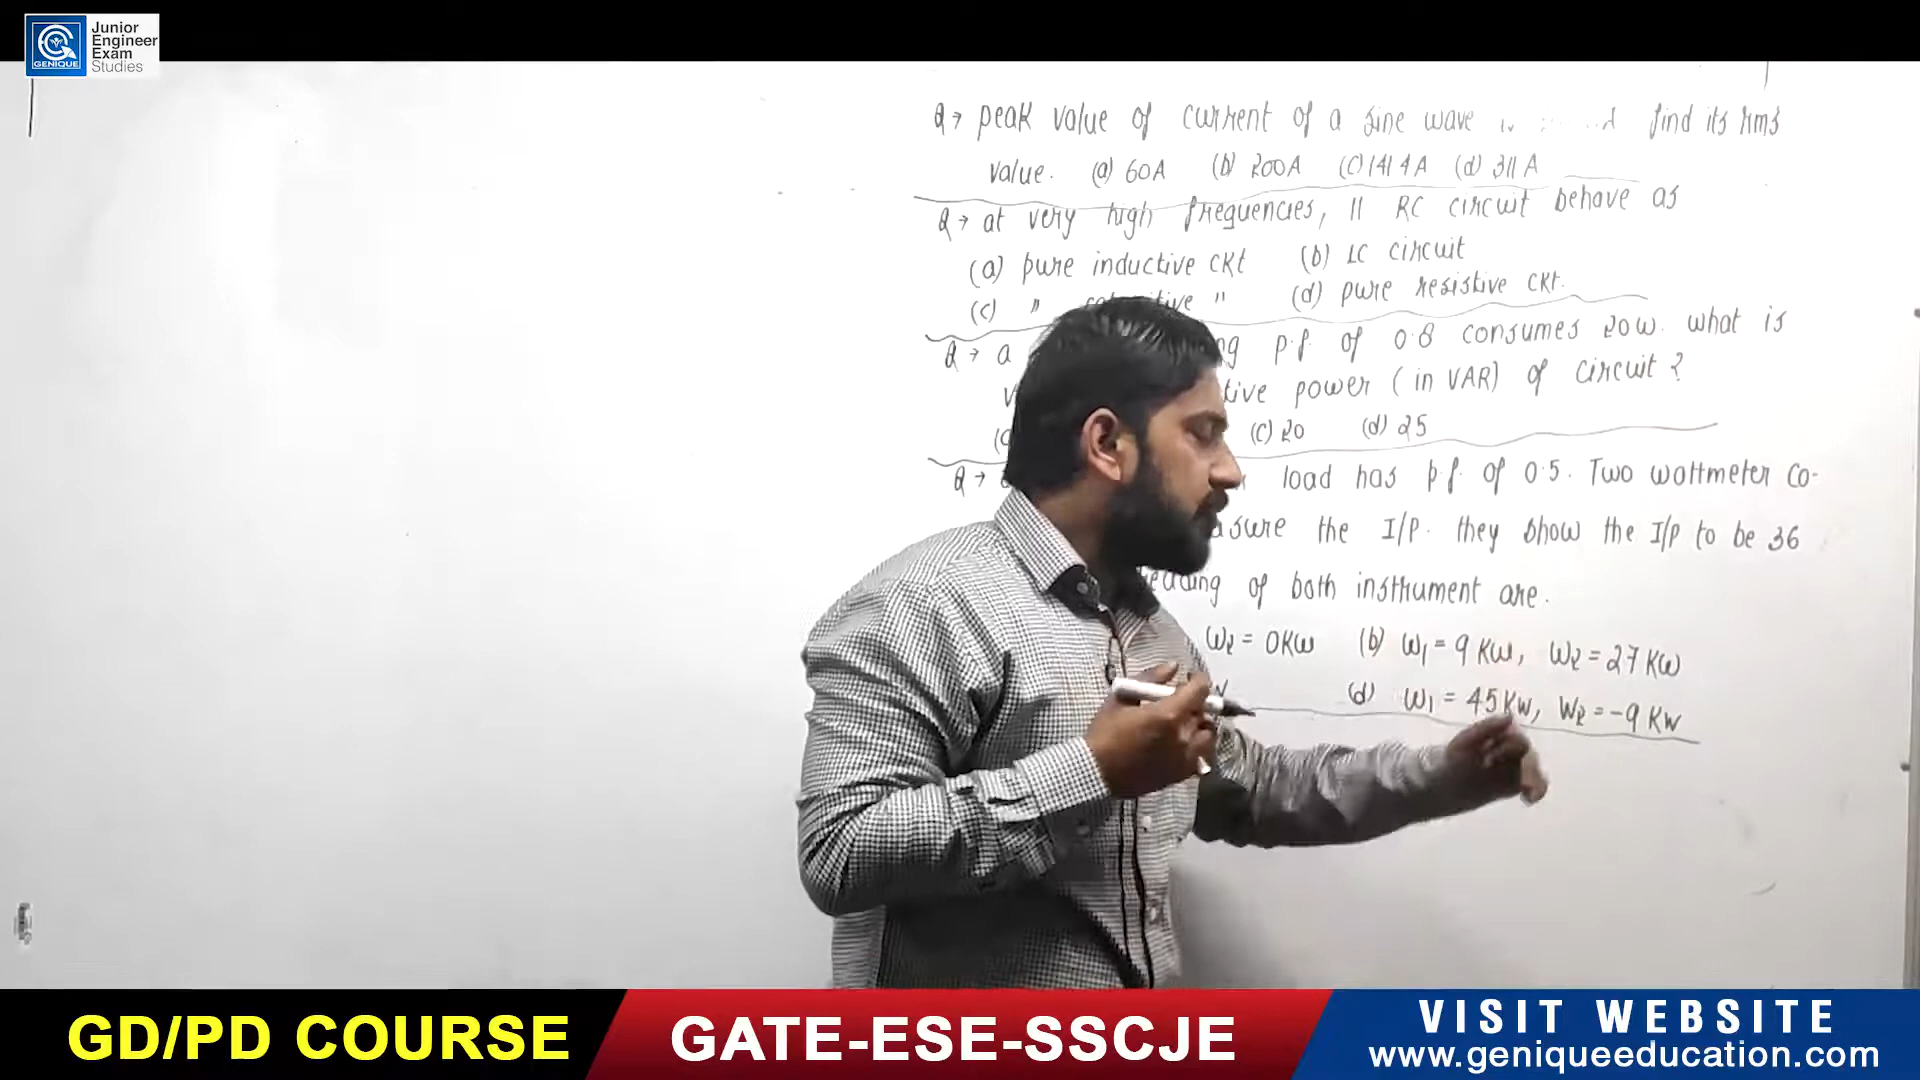 Junior
Engineer
Exam
Studies
GENIQUE
Q→ peak value of current of a sine wave find its rms
value. (a) 60A (b) 200A (c) 141.4A (d) 311 A
Q→ at very high frequencies, || RC circuit behave as
(a) pure inductive ckt (b) LC circuit
(c) " " (d) pure resistive ckt.
Q→ a p.f. of 0.8 consumes 20w. what is
power (in VAR) of circuit?
(c) 20 (d) 25
Q→ load has p.f. of 0.5. Two wattmeter co-
the I/P. they show the I/P to be 36
of both instrument are.
W2 = 0KW (b) W1 = 9 KW, W2 = 27 KW
(d) W1 = 45KW, W2 = -9 KW
GD/PD COURSE
GATE-ESE-SSCJE
VISIT WEBSITE
www.geniqueeducation.com